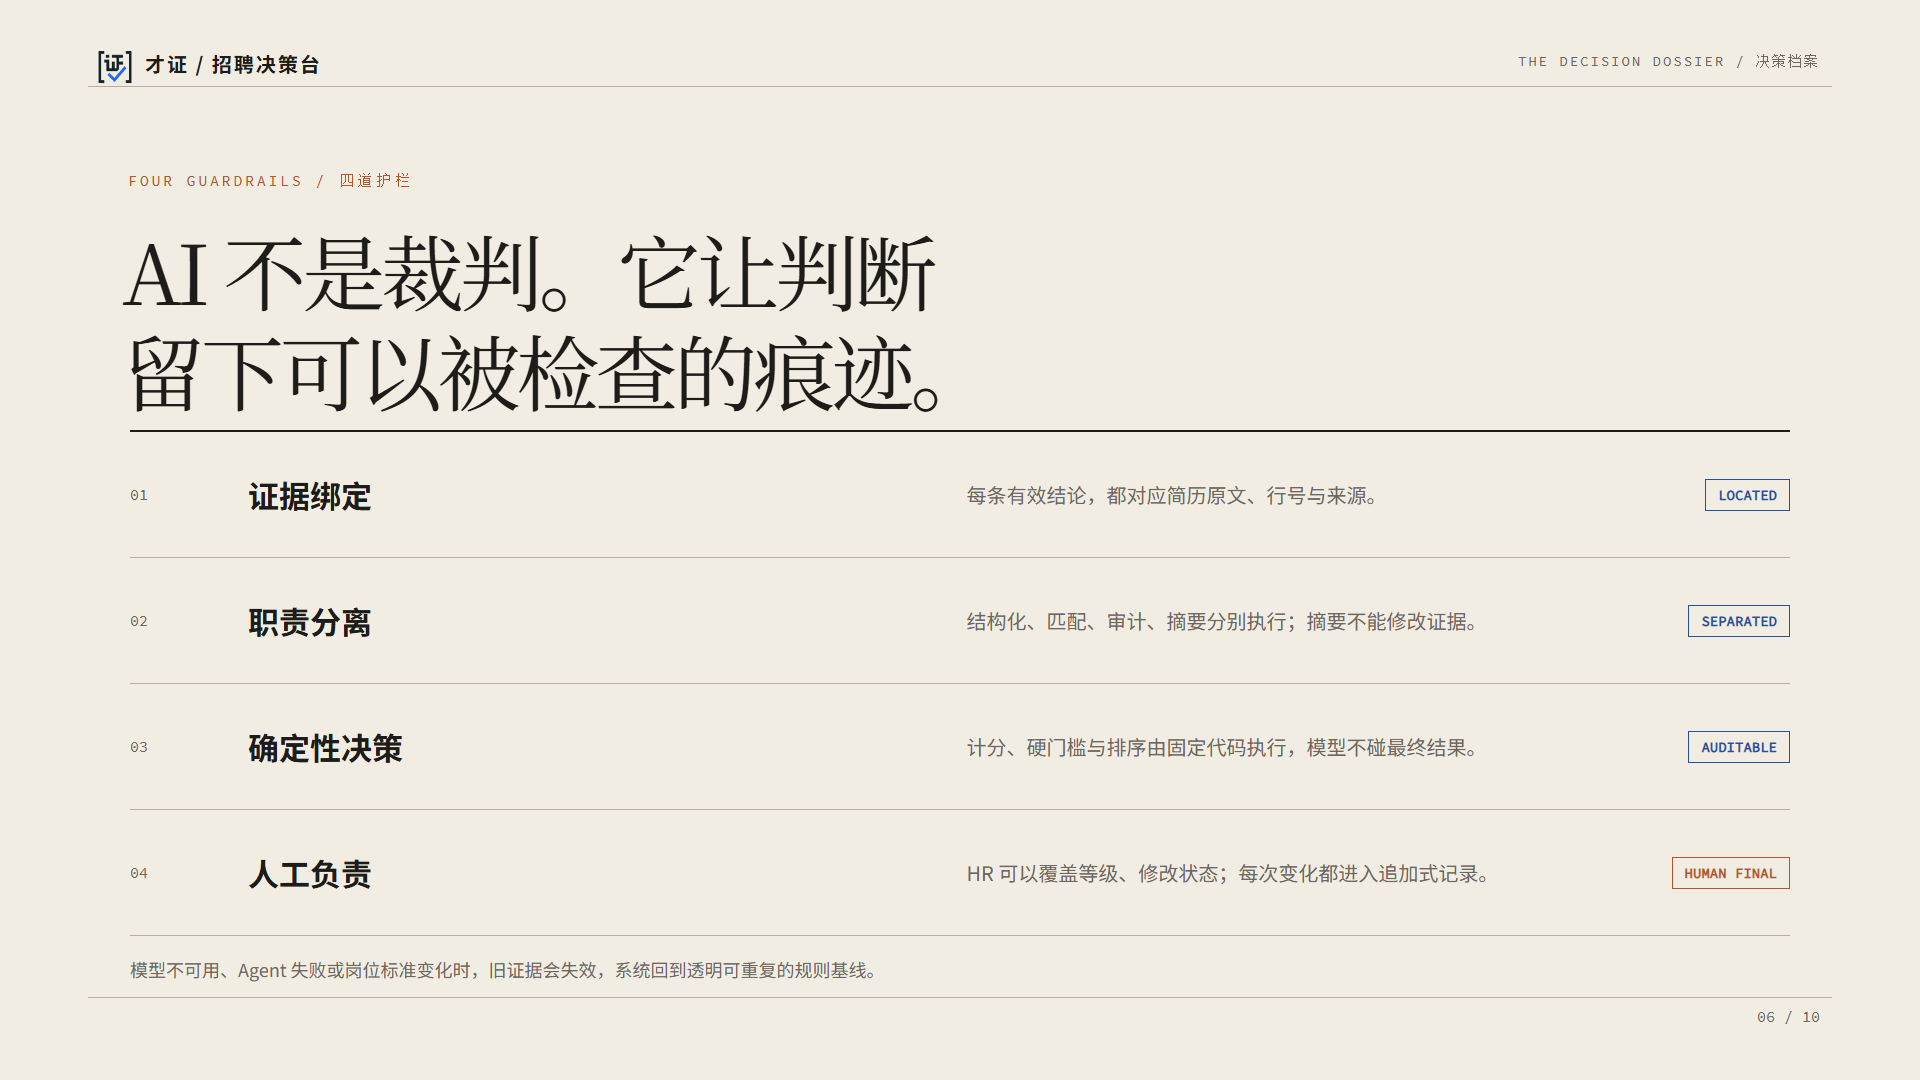 证 才证 / 招聘决策台
THE DECISION DOSSIER / 决策档案
FOUR GUARDRAILS / 四道护栏
AI 不是裁判。它让判断
留下可以被检查的痕迹。
01 证据绑定 每条有效结论，都对应简历原文、行号与来源。 LOCATED
02 职责分离 结构化、匹配、审计、摘要分别执行；摘要不能修改证据。 SEPARATED
03 确定性决策 计分、硬门槛与排序由固定代码执行，模型不碰最终结果。 AUDITABLE
04 人工负责 HR 可以覆盖等级、修改状态；每次变化都进入追加式记录。 HUMAN FINAL
模型不可用、Agent 失败或岗位标准变化时，旧证据会失效，系统回到透明可重复的规则基线。
06 / 10